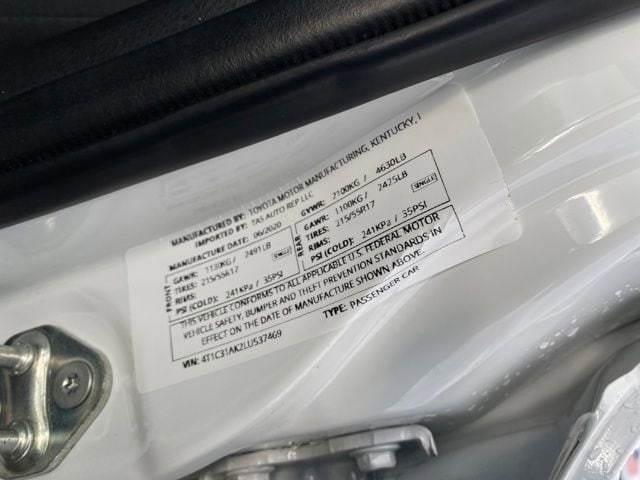 MANUFACTURED BY: TOYOTA MOTOR MANUFACTURING, KENTUCKY, I
IMPORTED BY: TAS AUTO REP LLC
MANUFACTURE DATE: 06/2020
GVWR: 2100KG / 4630LB
FRONT
GAWR: 1130KG / 2491LB
TIRES: 215/55R17
RIMS:
PSI (COLD): 241KPa / 35PSI
REAR
GAWR: 1100KG / 2425LB
TIRES: 215/55R17
SINGLE
RIMS:
PSI (COLD): 241KPa / 35PSI
SINGLE
THIS VEHICLE CONFORMS TO ALL APPLICABLE U.S. FEDERAL MOTOR
VEHICLE SAFETY, BUMPER AND THEFT PREVENTION STANDARDS IN
EFFECT ON THE DATE OF MANUFACTURE SHOWN ABOVE.
VIN: 4T1C31AK2LU537469
TYPE: PASSENGER CAR